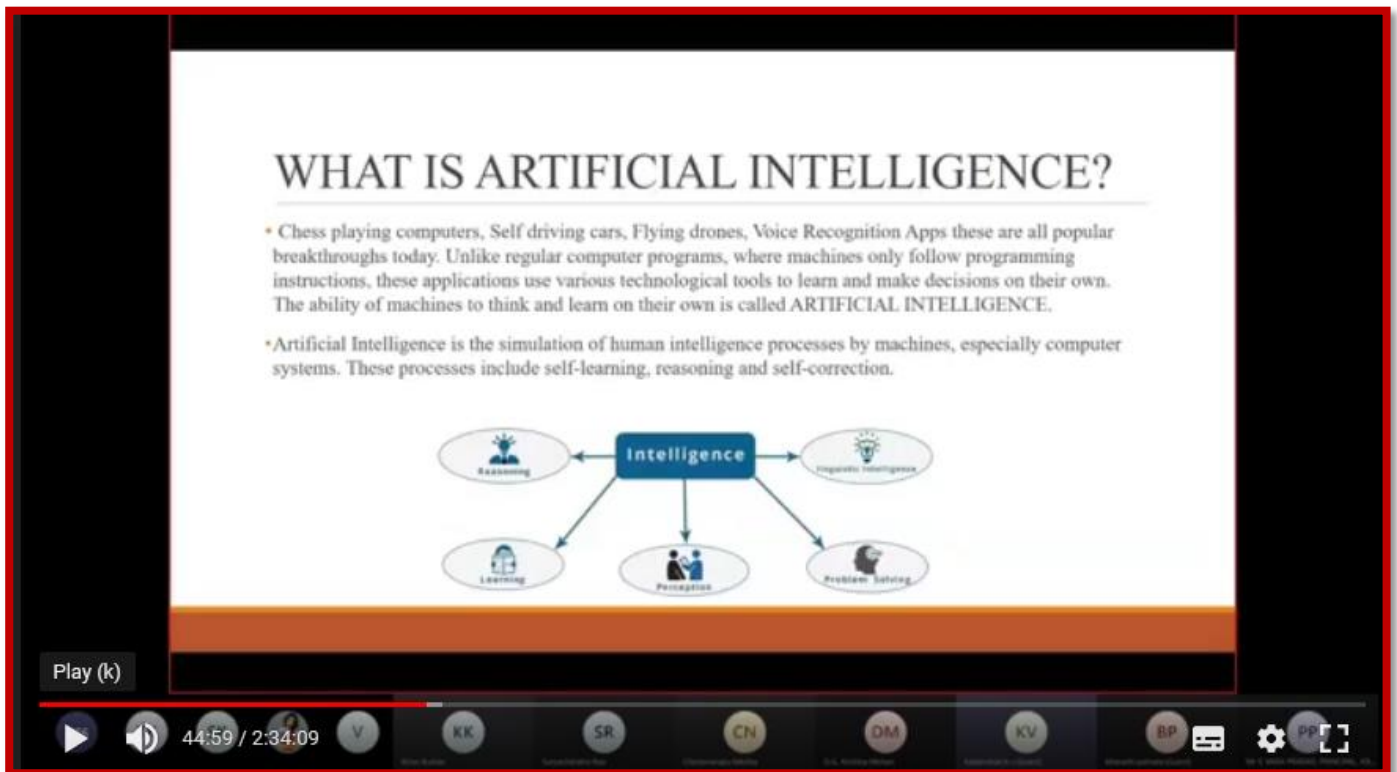 WHAT IS ARTIFICIAL INTELLIGENCE?
• Chess playing computers, Self driving cars, Flying drones, Voice Recognition Apps these are all popular
breakthroughs today. Unlike regular computer programs, where machines only follow programming
instructions, these applications use various technological tools to learn and make decisions on their own.
The ability of machines to think and learn on their own is called ARTIFICIAL INTELLIGENCE.
•Artificial Intelligence is the simulation of human intelligence processes by machines, especially computer
systems. These processes include self-learning, reasoning and self-correction.
Intelligence
Reasoning
Linguistic Intelligence
Learning
Perception
Problem Solving
Play (k)
44:59 / 2:34:09
V
KK
SR
CN
DM
KV
BP
PP